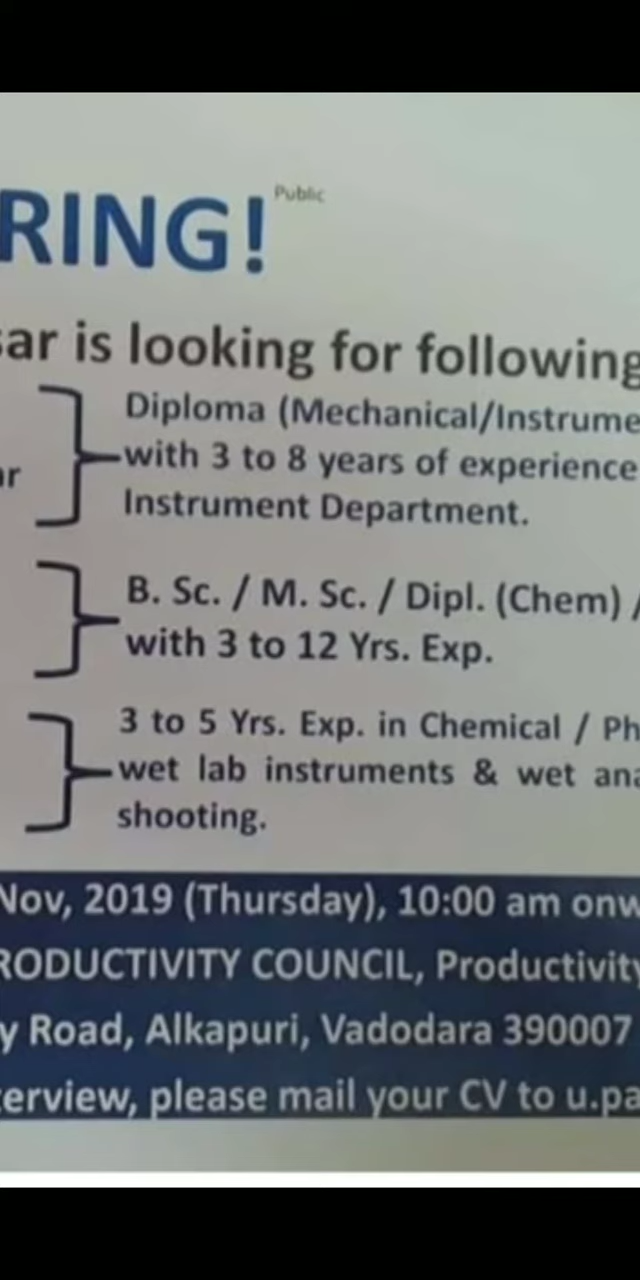 RING!
Public
sar is looking for following
Diploma (Mechanical/Instrume
with 3 to 8 years of experience
ar
Instrument Department.
B. Sc. / M. Sc. / Dipl. (Chem) /
with 3 to 12 Yrs. Exp.
3 to 5 Yrs. Exp. in Chemical / Ph
wet lab instruments & wet ana
shooting.
Nov, 2019 (Thursday), 10:00 am onw
RODUCTIVITY COUNCIL, Productivity
y Road, Alkapuri, Vadodara 390007
terview, please mail your CV to u.pa